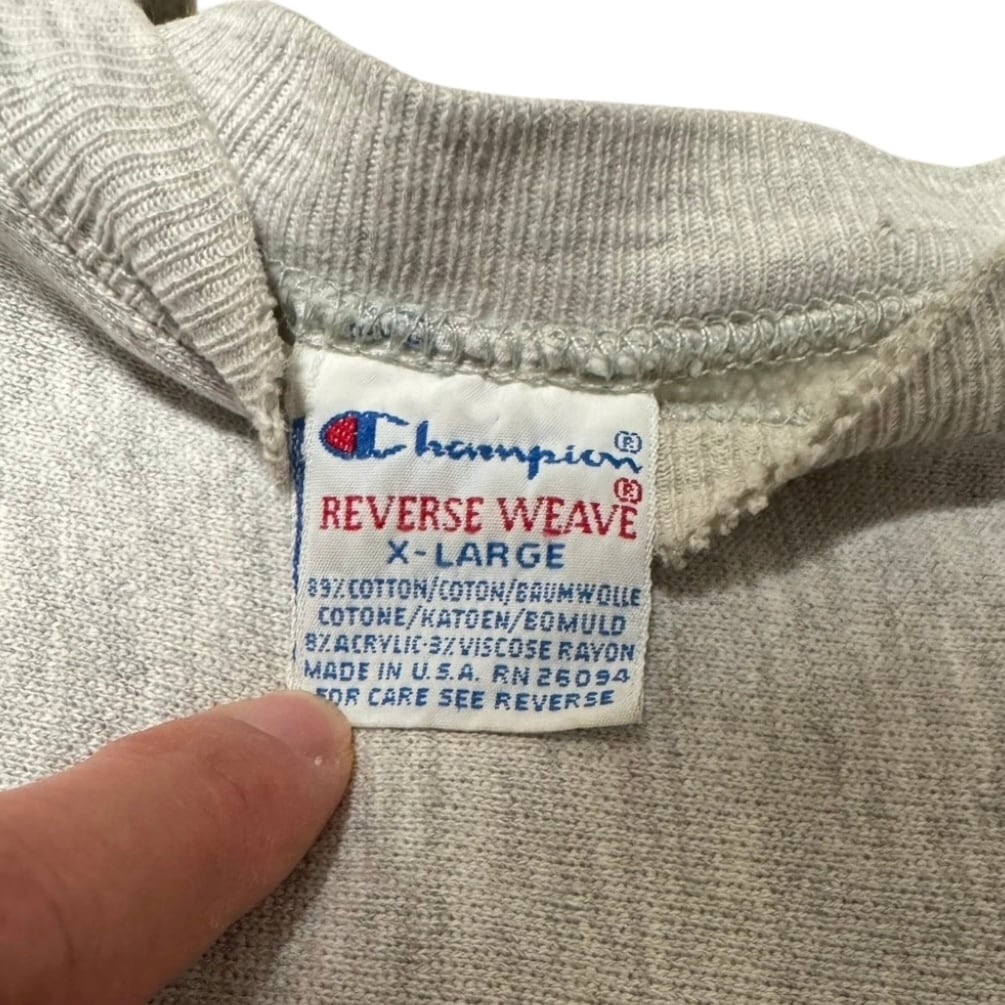 Champion®
REVERSE WEAVE®
X-LARGE
89% COTTON/COTON/BAUMWOLLE
COTONE/KATOEN/BOMULD
8% ACRYLIC-3% VISCOSE RAYON
MADE IN U.S.A. RN 26094
FOR CARE SEE REVERSE